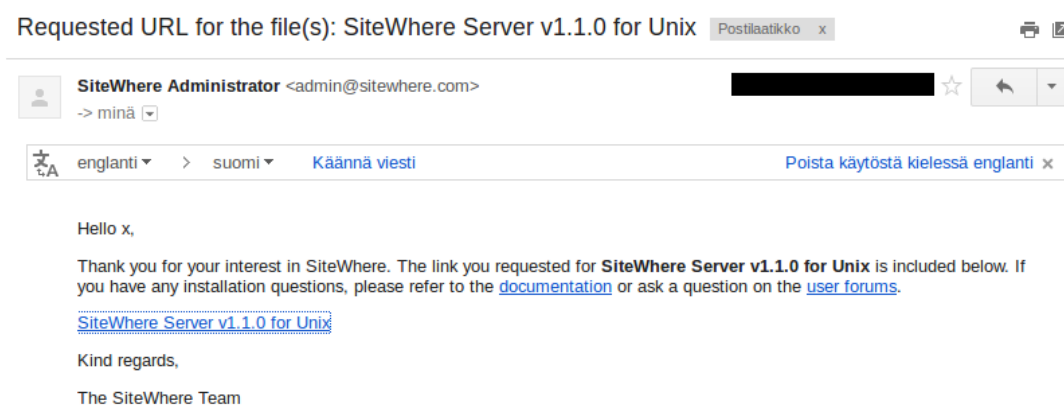 Requested URL for the file(s): SiteWhere Server v1.1.0 for Unix Postilaatikko x
SiteWhere Administrator <admin@sitewhere.com>
-> minä
englanti > suomi Käännä viesti Poista käytöstä kielessä englanti x
Hello x,
Thank you for your interest in SiteWhere. The link you requested for SiteWhere Server v1.1.0 for Unix is included below. If
you have any installation questions, please refer to the documentation or ask a question on the user forums.
SiteWhere Server v1.1.0 for Unix
Kind regards,
The SiteWhere Team